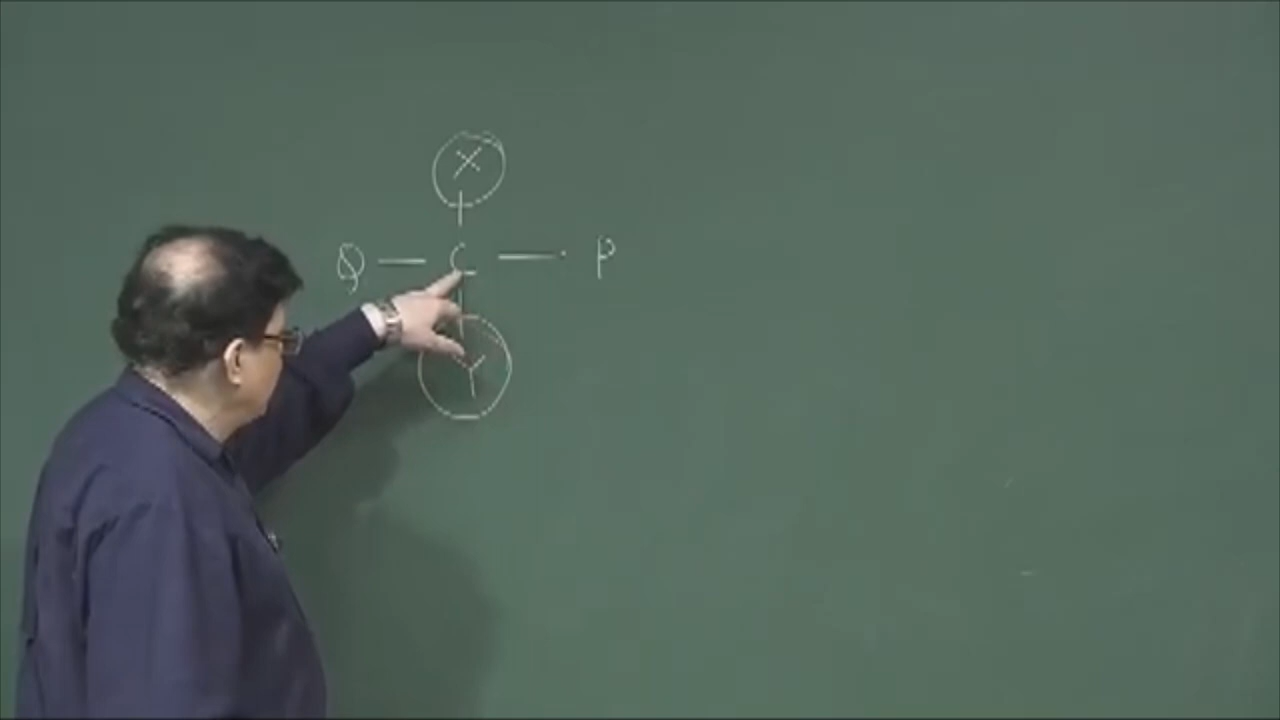 X
Q — C — P
Y